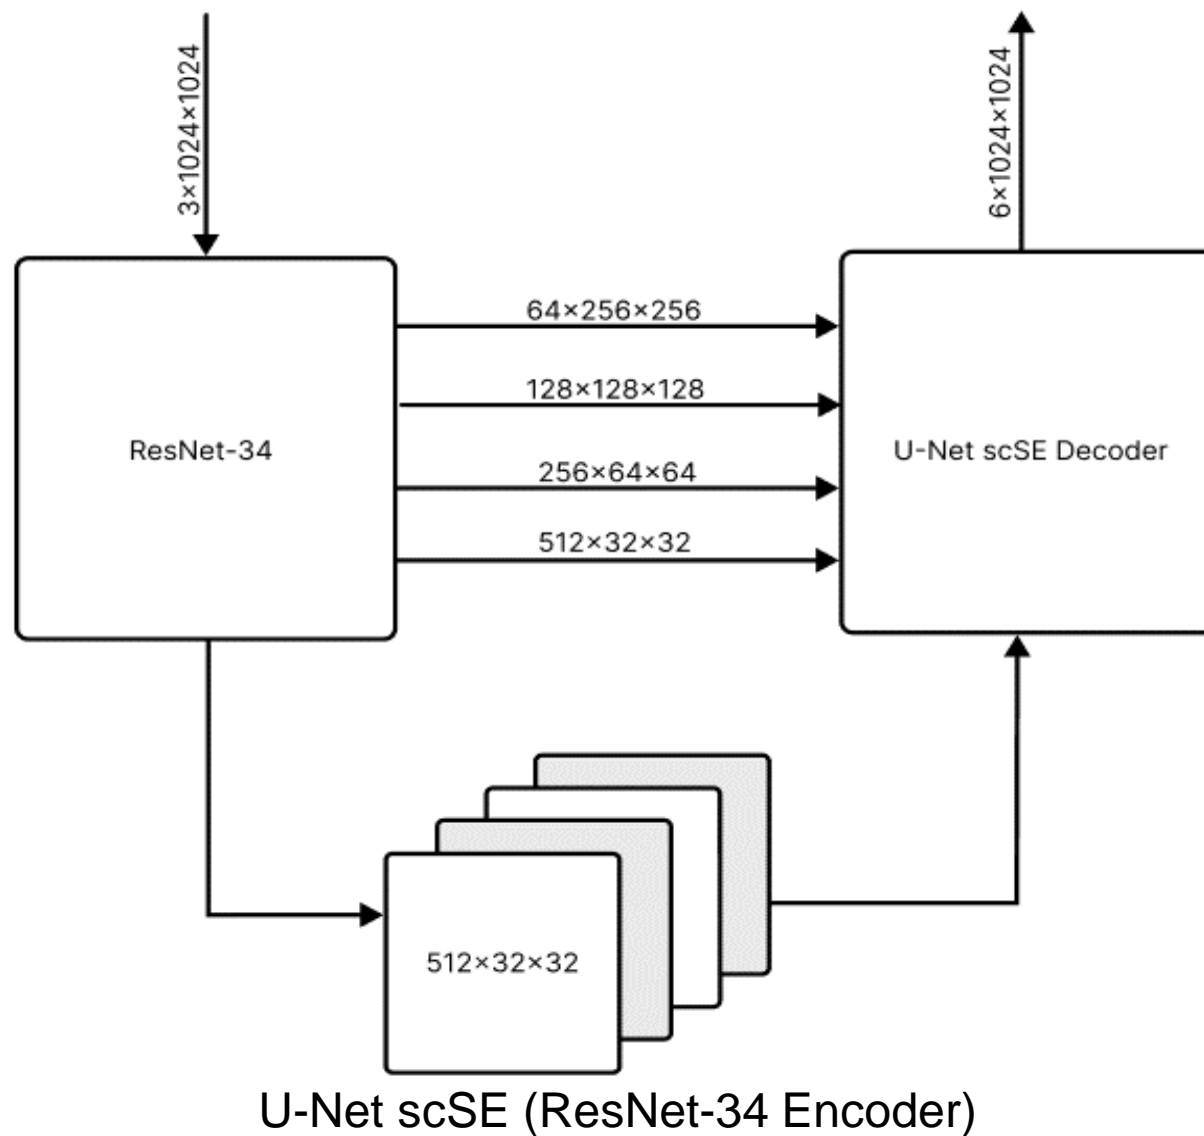 3×1024×1024
6×1024×1024
64×256×256
128×128×128
ResNet-34
U-Net scSE Decoder
256×64×64
512×32×32
512×32×32
U-Net scSE (ResNet-34 Encoder)